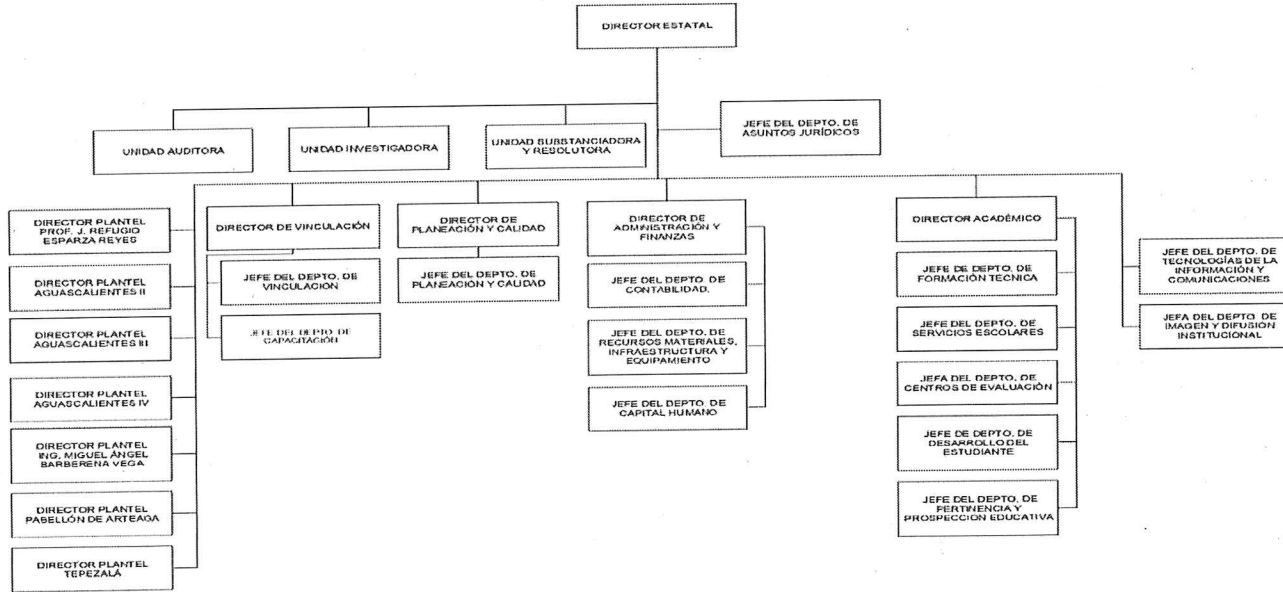 DIRECTOR ESTATAL
JEFE DEL DEPTO. DE
ASUNTOS JURÍDICOS
UNIDAD AUDITORA
UNIDAD INVESTIGADORA
UNIDAD SUBSTANCIADORA
Y RESOLUTORA
DIRECTOR PLANTEL
PROF. J. REFUGIO
ESPARZA REYES
DIRECTOR PLANTEL
AGUASCALIENTES II
DIRECTOR PLANTEL
AGUASCALIENTES III
DIRECTOR PLANTEL
AGUASCALIENTES IV
DIRECTOR PLANTEL
ING. MIGUEL ÁNGEL
BARBERENA VEGA
DIRECTOR PLANTEL
PABELLÓN DE ARTEAGA
DIRECTOR PLANTEL
TEPEZALÁ
DIRECTOR DE VINCULACIÓN
JEFE DEL DEPTO. DE
VINCULACIÓN
JEFE DEL DEPTO. DE
CAPACITACIÓN
DIRECTOR DE
PLANEACIÓN Y CALIDAD
JEFE DEL DEPTO. DE
PLANEACIÓN Y CALIDAD
DIRECTOR DE
ADMINISTRACIÓN Y
FINANZAS
JEFE DEL DEPTO. DE
CONTABILIDAD.
JEFE DEL DEPTO. DE
RECURSOS MATERIALES,
INFRAESTRUCTURA Y
EQUIPAMIENTO
JEFE DEL DEPTO. DE
CAPITAL HUMANO
DIRECTOR ACADÉMICO
JEFE DE DEPTO. DE
FORMACIÓN TECNICA
JEFE DEL DEPTO. DE
SERVICIOS ESCOLARES
JEFA DEL DEPTO. DE
CENTROS DE EVALUACIÓN
JEFE DE DEPTO. DE
DESARROLLO DEL
ESTUDIANTE
JEFE DEL DEPTO. DE
PERTINENCIA Y
PROSPECCION EDUCATIVA
JEFE DEL DEPTO. DE
TECNOLOGÍAS DE LA
INFORMACIÓN Y
COMUNICACIONES
JEFA DEL DEPTO. DE
IMAGEN Y DIFUSIÓN
INSTITUCIONAL